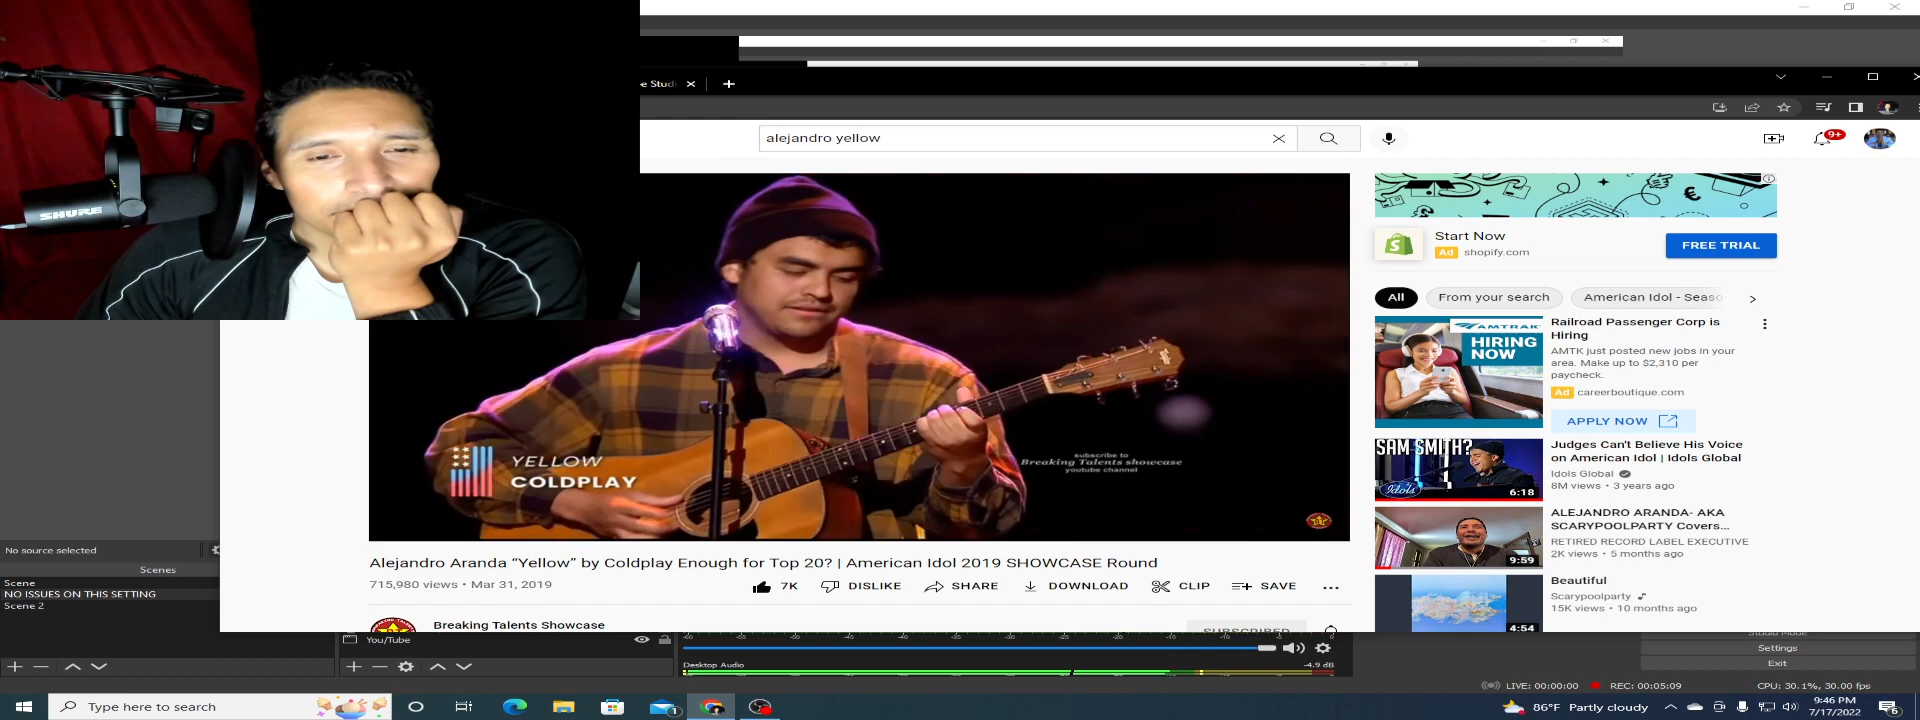 e Studi
alejandro yellow
9+
SHURE
Start Now
Ad shopify.com
FREE TRIAL
All
From your search
American Idol - Seaso
AMTRAK
HIRING
NOW
Railroad Passenger Corp is
Hiring
AMTK just posted new jobs in your
area. Make up to $2,310 per
paycheck.
Ad careerboutique.com
APPLY NOW
SAM SMITH?
Idols
6:18
Judges Can't Believe His Voice
on American Idol | Idols Global
Idols Global
8M views • 3 years ago
9:59
ALEJANDRO ARANDA- AKA
SCARYPOOLPARTY Covers...
RETIRED RECORD LABEL EXECUTIVE
2K views • 5 months ago
4:54
Beautiful
Scarypoolparty
15K views • 10 months ago
YELLOW
COLDPLAY
subscribe to
Breaking Talents showcase
youtube channel
Alejandro Aranda “Yellow” by Coldplay Enough for Top 20? | American Idol 2019 SHOWCASE Round
715,980 views • Mar 31, 2019
7K
DISLIKE
SHARE
DOWNLOAD
CLIP
SAVE
Breaking Talents Showcase
SUBSCRIBED
No source selected
Scenes
Scene
NO ISSUES ON THIS SETTING
Scene 2
YouTube
Desktop Audio
-4.9 dB
Studio Mode
Settings
Exit
LIVE: 00:00:00
REC: 00:05:09
CPU: 30.1%, 30.00 fps
Type here to search
1
86°F Partly cloudy
9:46 PM
7/17/2022
6